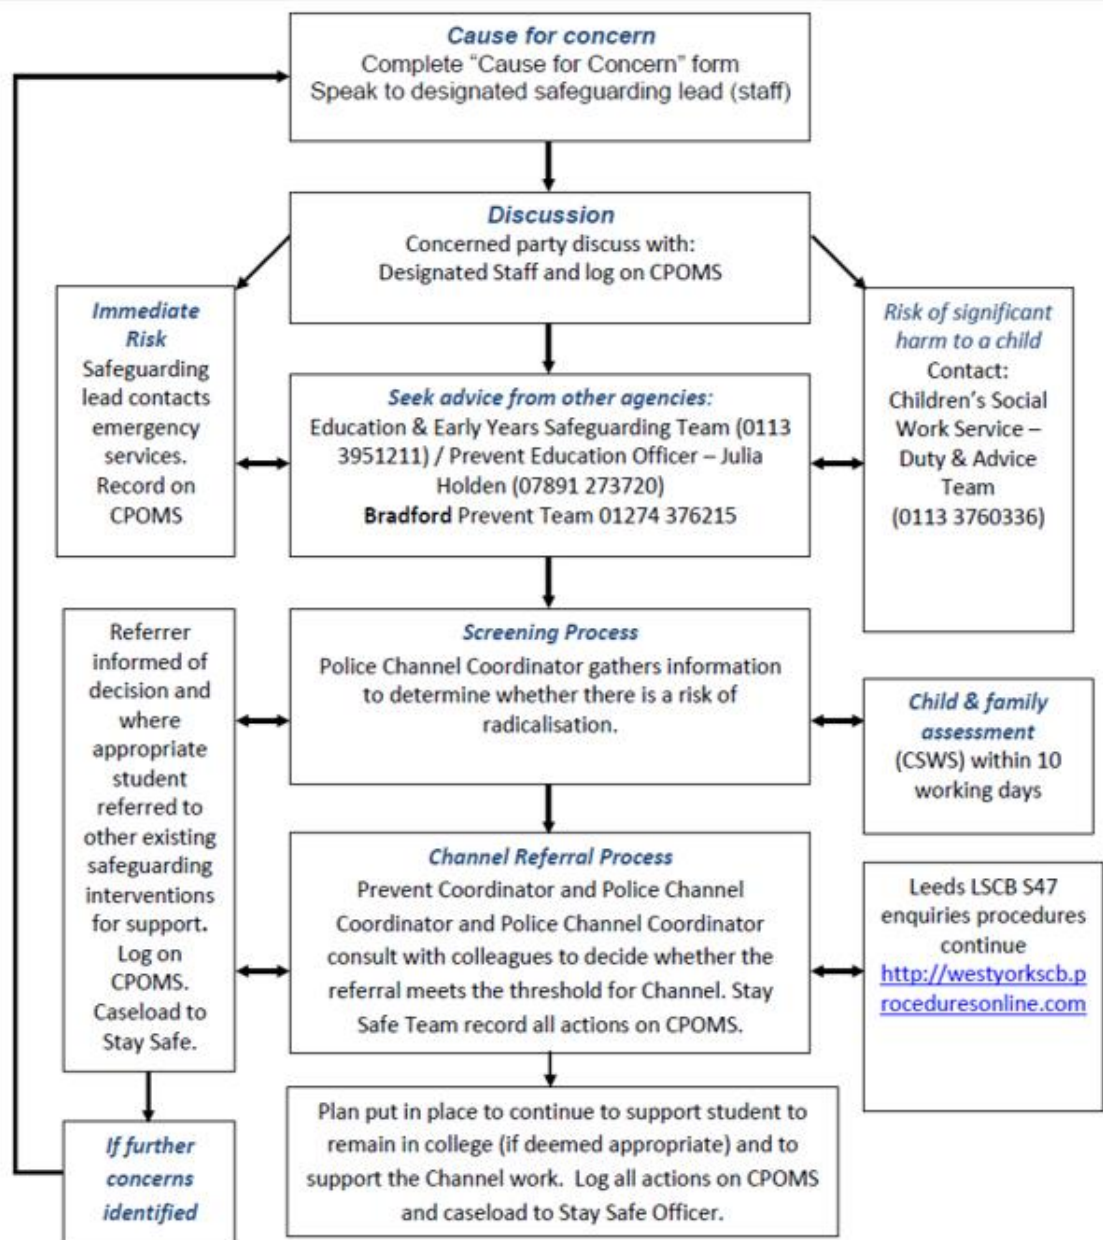 Cause for concern
Complete “Cause for Concern” form
Speak to designated safeguarding lead (staff)
Discussion
Concerned party discuss with:
Designated Staff and log on CPOMS
Immediate
Risk
Safeguarding
lead contacts
emergency
services.
Record on
CPOMS
Seek advice from other agencies:
Education & Early Years Safeguarding Team (0113
3951211) / Prevent Education Officer – Julia
Holden (07891 273720)
Bradford Prevent Team 01274 376215
Risk of significant
harm to a child
Contact:
Children’s Social
Work Service –
Duty & Advice
Team
(0113 3760336)
Referrer
informed of
decision and
where
appropriate
student
referred to
other existing
safeguarding
interventions
for support.
Log on
CPOMS.
Caseload to
Stay Safe.
Screening Process
Police Channel Coordinator gathers information
to determine whether there is a risk of
radicalisation.
Child & family
assessment
(CSWS) within 10
working days
Channel Referral Process
Prevent Coordinator and Police Channel
Coordinator and Police Channel Coordinator
consult with colleagues to decide whether the
referral meets the threshold for Channel. Stay
Safe Team record all actions on CPOMS.
Leeds LSCB S47
enquiries procedures
continue
http://westyorkscb.p
roceduresonline.com
If further
concerns
identified
Plan put in place to continue to support student to
remain in college (if deemed appropriate) and to
support the Channel work. Log all actions on CPOMS
and caseload to Stay Safe Officer.